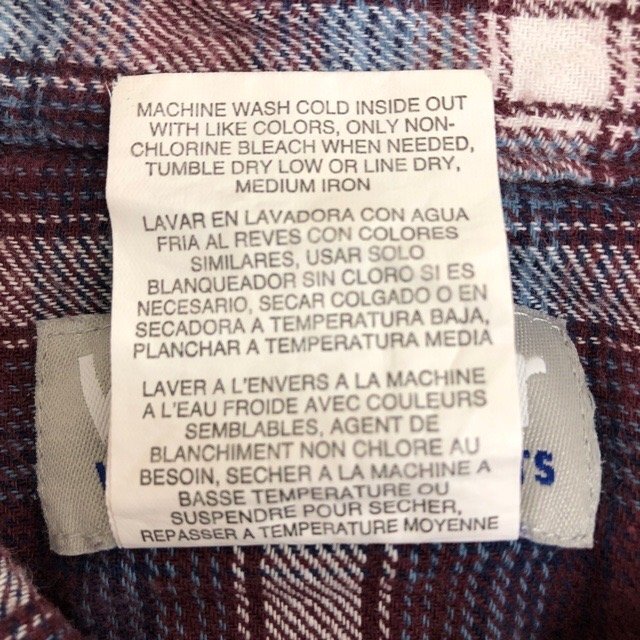 MACHINE WASH COLD INSIDE OUT
WITH LIKE COLORS, ONLY NON-
CHLORINE BLEACH WHEN NEEDED,
TUMBLE DRY LOW OR LINE DRY,
MEDIUM IRON
LAVAR EN LAVADORA CON AGUA
FRIA AL REVES CON COLORES
SIMILARES, USAR SOLO
BLANQUEADOR SIN CLORO SI ES
NECESARIO, SECAR COLGADO O EN
SECADORA A TEMPERATURA BAJA,
PLANCHAR A TEMPERATURA MEDIA
LAVER A L'ENVERS A LA MACHINE
A L'EAU FROIDE AVEC COULEURS
SEMBLABLES, AGENT DE
BLANCHIMENT NON CHLORE AU
BESOIN, SECHER A LA MACHINE A
BASSE TEMPERATURE OU
SUSPENDRE POUR SECHER,
REPASSER A TEMPERATURE MOYENNE